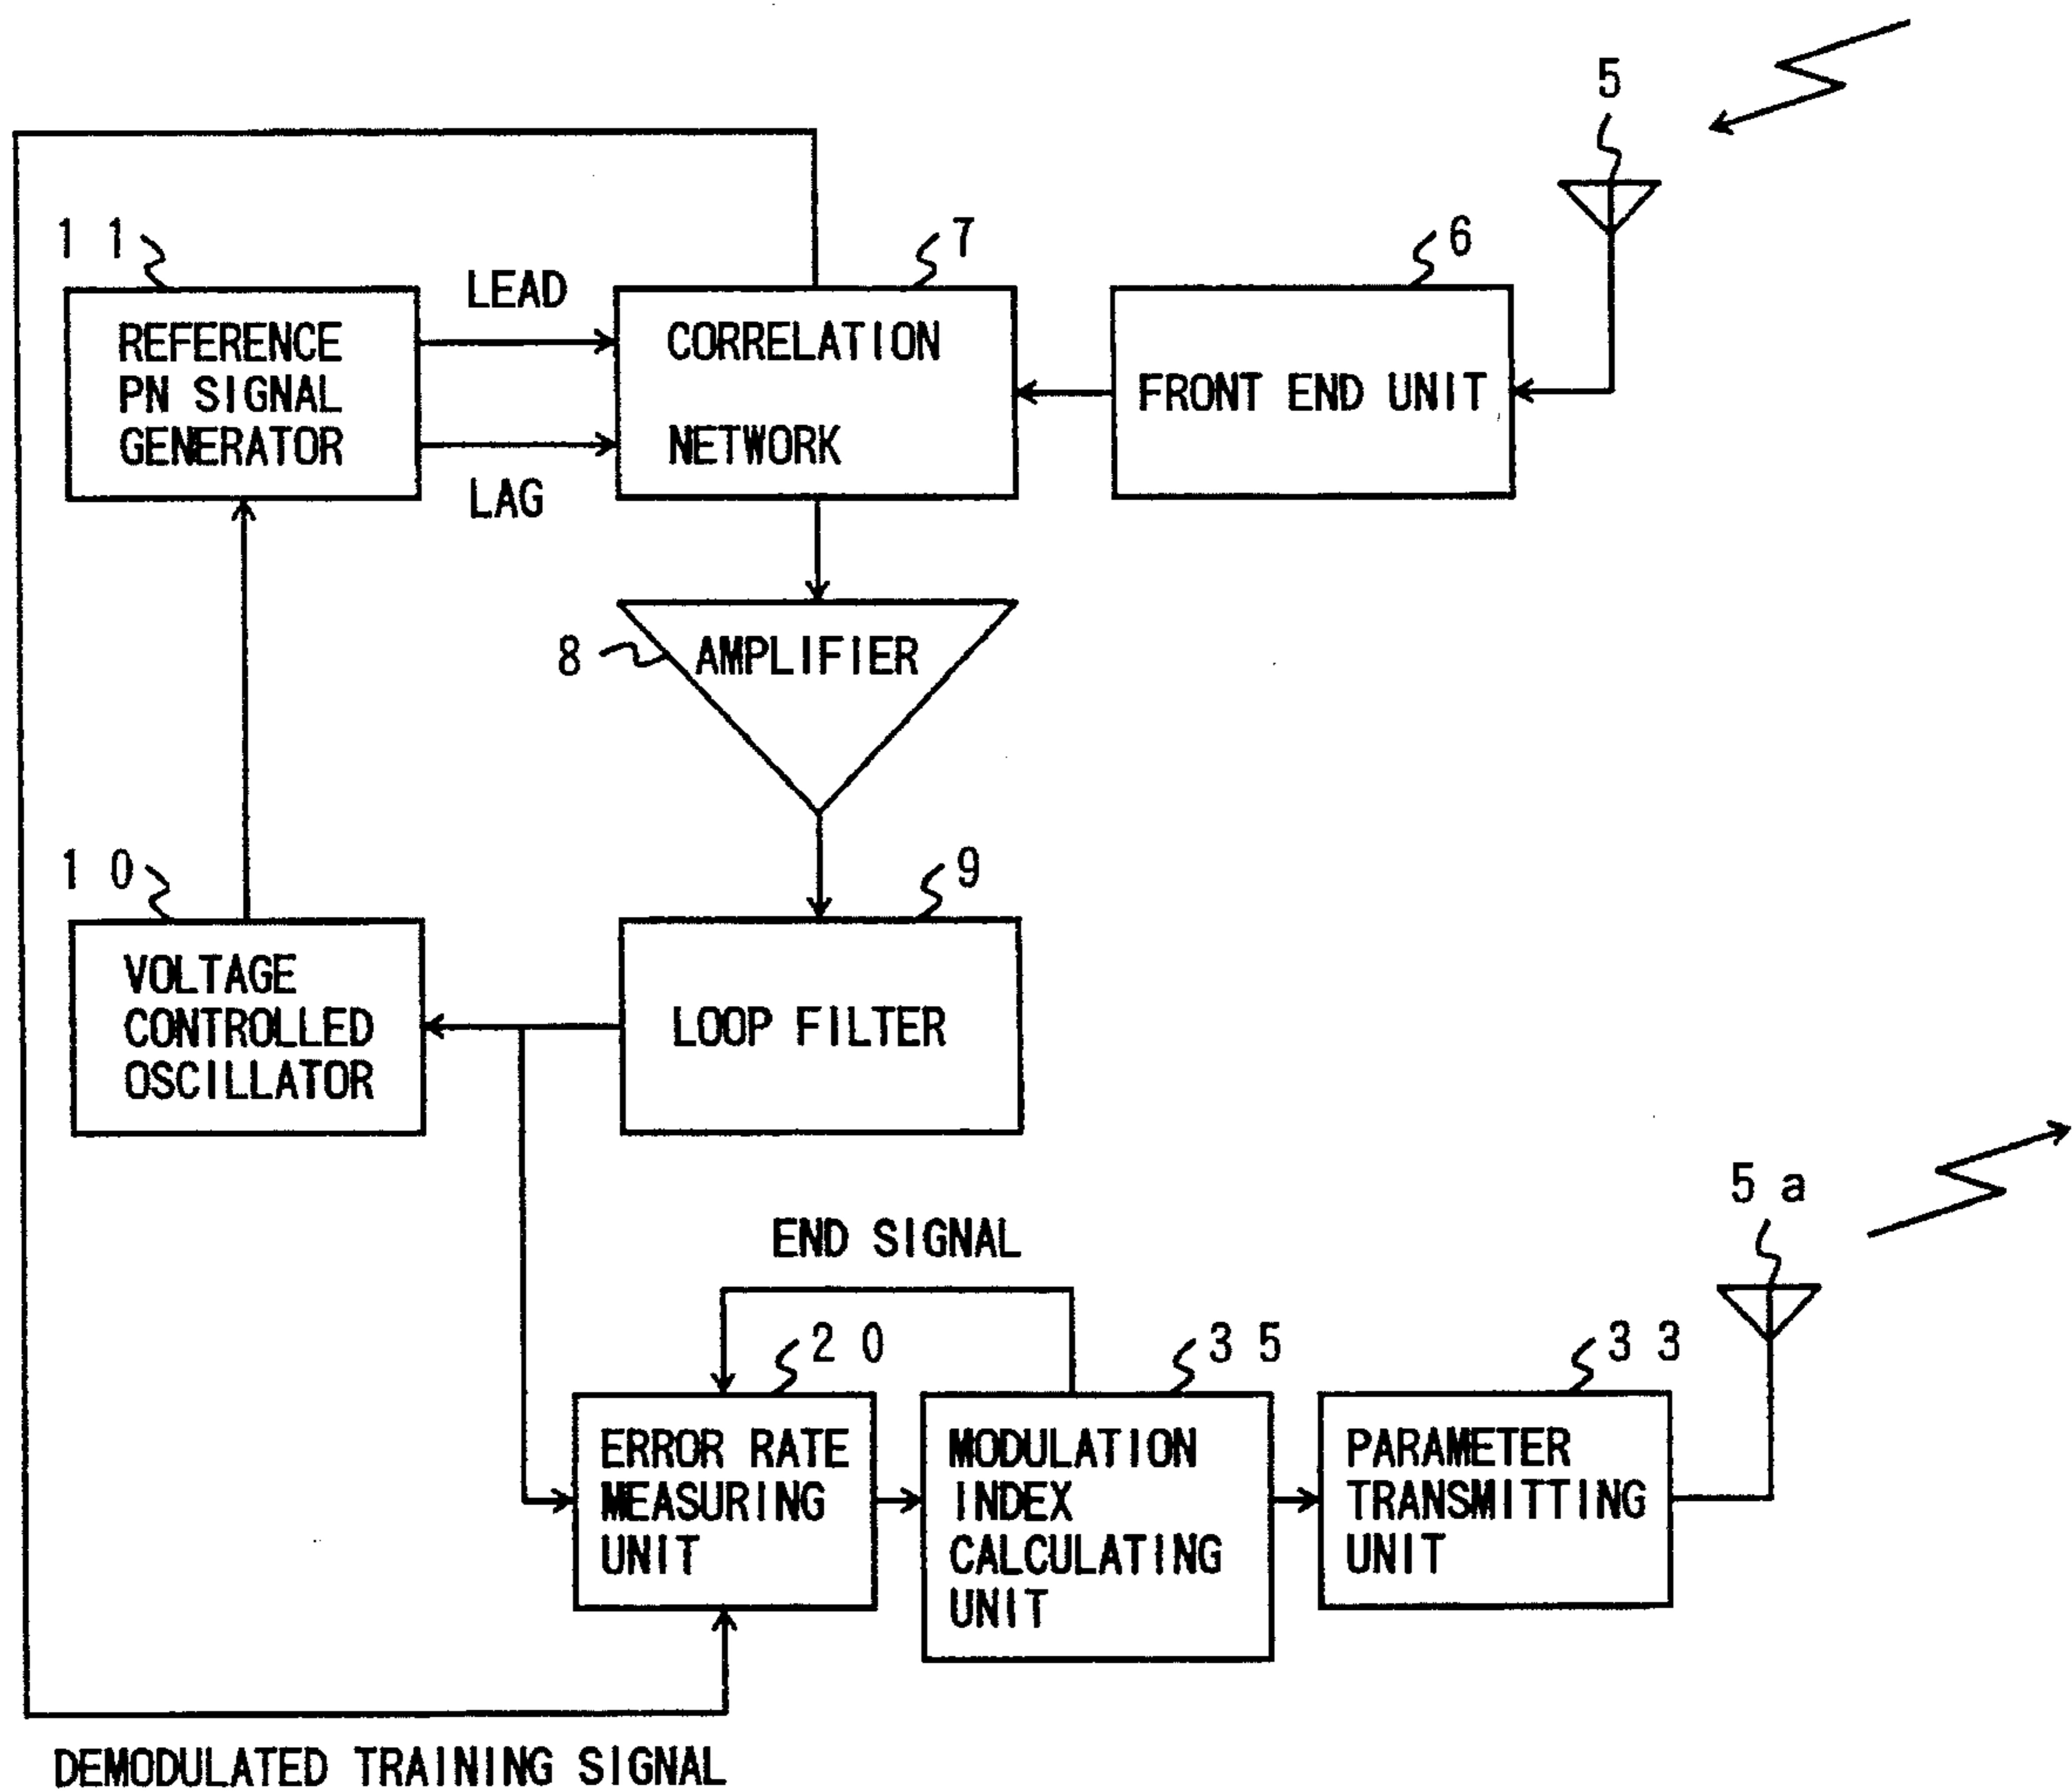 5
1 1
7
6
LEAD
REFERENCE
PN SIGNAL
GENERATOR
CORRELATION
NETWORK
FRONT END UNIT
LAG
8
AMPLIFIER
1 0
9
VOLTAGE
CONTROLLED
OSCILLATOR
LOOP FILTER
5 a
END SIGNAL
2 0
3 5
3 3
ERROR RATE
MEASURING
UNIT
MODULATION
INDEX
CALCULATING
UNIT
PARAMETER
TRANSMITTING
UNIT
DEMODULATED TRAINING SIGNAL